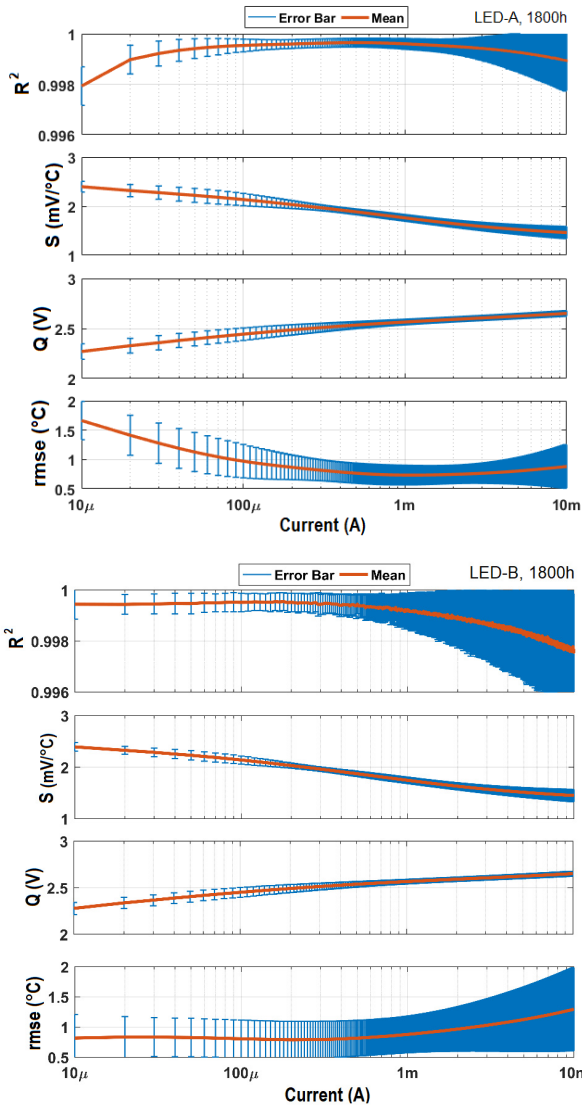 Error Bar Mean
LED-A, 1800h
R²
1
0.998
0.996
S (mV/°C)
3
2
1
Q (V)
3
2.5
2
rmse (°C)
2
1.5
1
0.5
10μ 100μ 1m 10m
Current (A)
Error Bar Mean
LED-B, 1800h
R²
1
0.998
0.996
S (mV/°C)
3
2
1
Q (V)
3
2.5
2
rmse (°C)
2
1.5
1
0.5
10μ 100μ 1m 10m
Current (A)